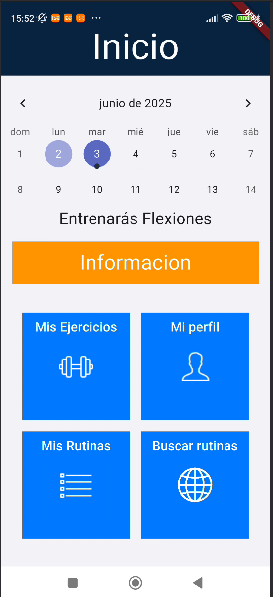 15:52
DEBUG
Inicio
junio de 2025
dom lun mar mié jue vie sáb
1 2 3 4 5 6 7
8 9 10 11 12 13 14
Entrenarás Flexiones
Informacion
Mis Ejercicios Mi perfil
Mis Rutinas Buscar rutinas